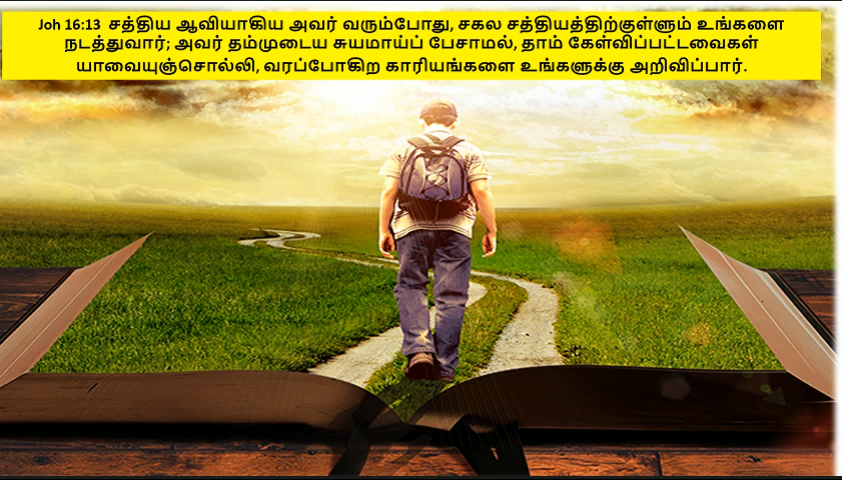 Joh 16:13 சத்திய ஆவியாகிய அவர் வரும்போது, சகல சத்தியத்திற்குள்ளும் உங்களை
நடத்துவார்; அவர் தம்முடைய சுயமாய்ப் பேசாமல், தாம் கேள்விப்பட்டவைகள்
யாவையுஞ்சொல்லி, வரப்போகிற காரியங்களை உங்களுக்கு அறிவிப்பார்.